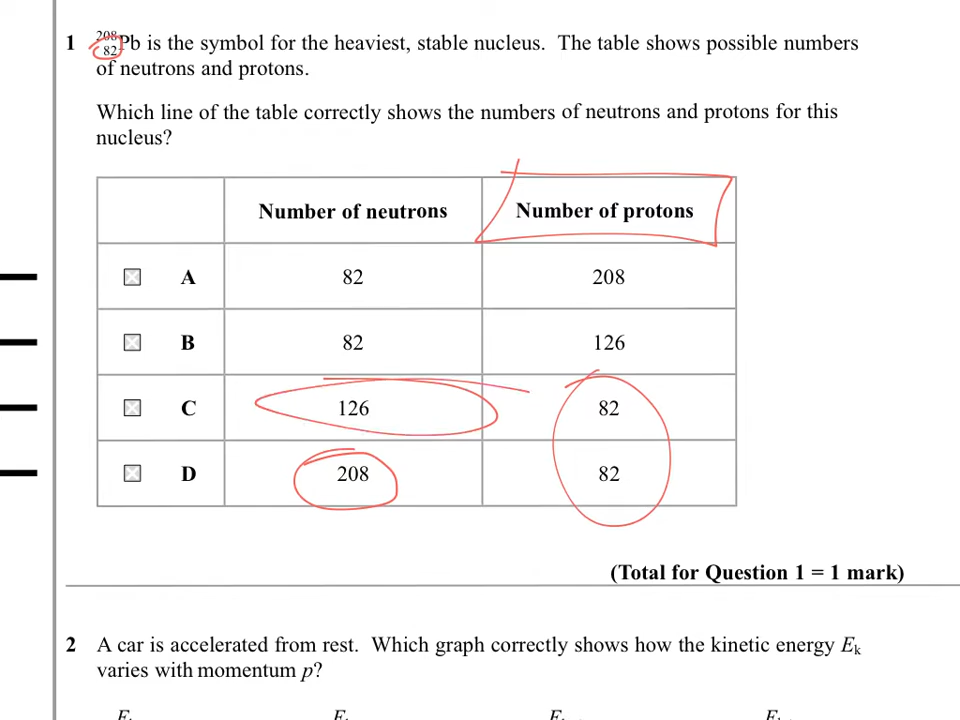 1 208 82 Pb is the symbol for the heaviest, stable nucleus. The table shows possible numbers
of neutrons and protons.
Which line of the table correctly shows the numbers of neutrons and protons for this
nucleus?
Number of neutrons Number of protons
A 82 208
B 82 126
C 126 82
D 208 82
(Total for Question 1 = 1 mark)
2 A car is accelerated from rest. Which graph correctly shows how the kinetic energy Ek
varies with momentum p?